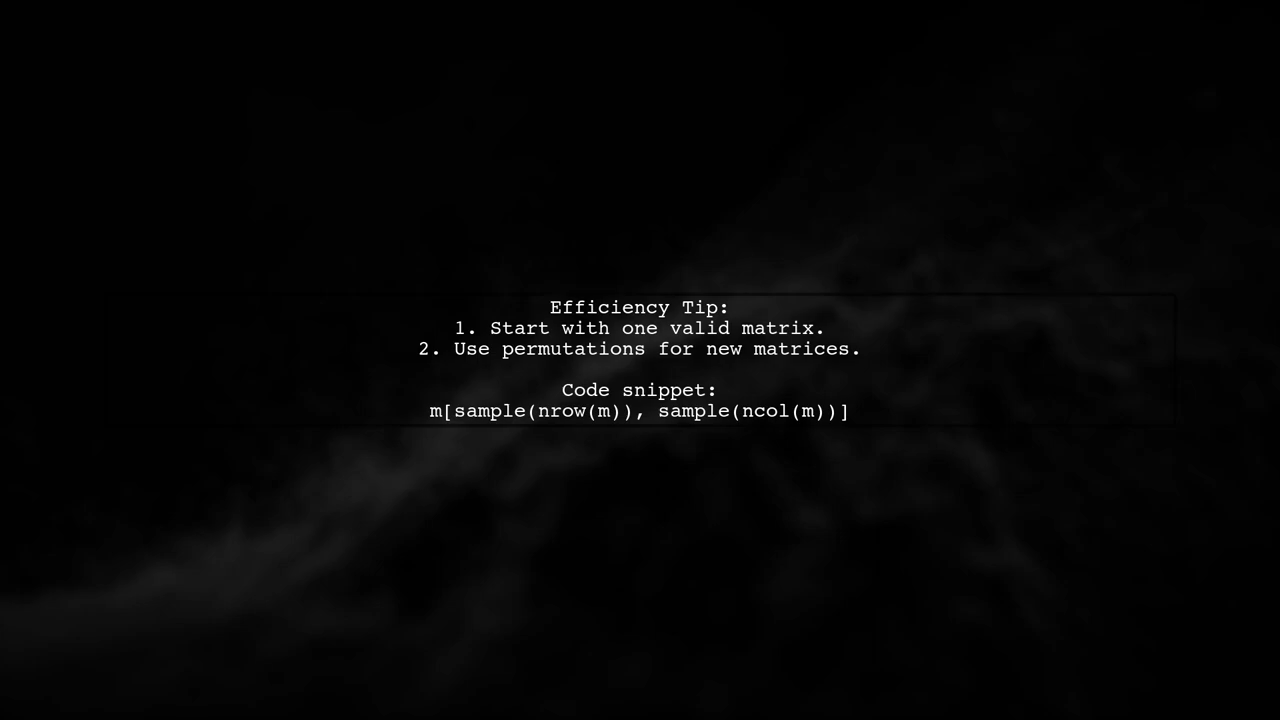 Efficiency Tip:
1. Start with one valid matrix.
2. Use permutations for new matrices.
Code snippet:
m[sample(nrow(m)), sample(ncol(m))]